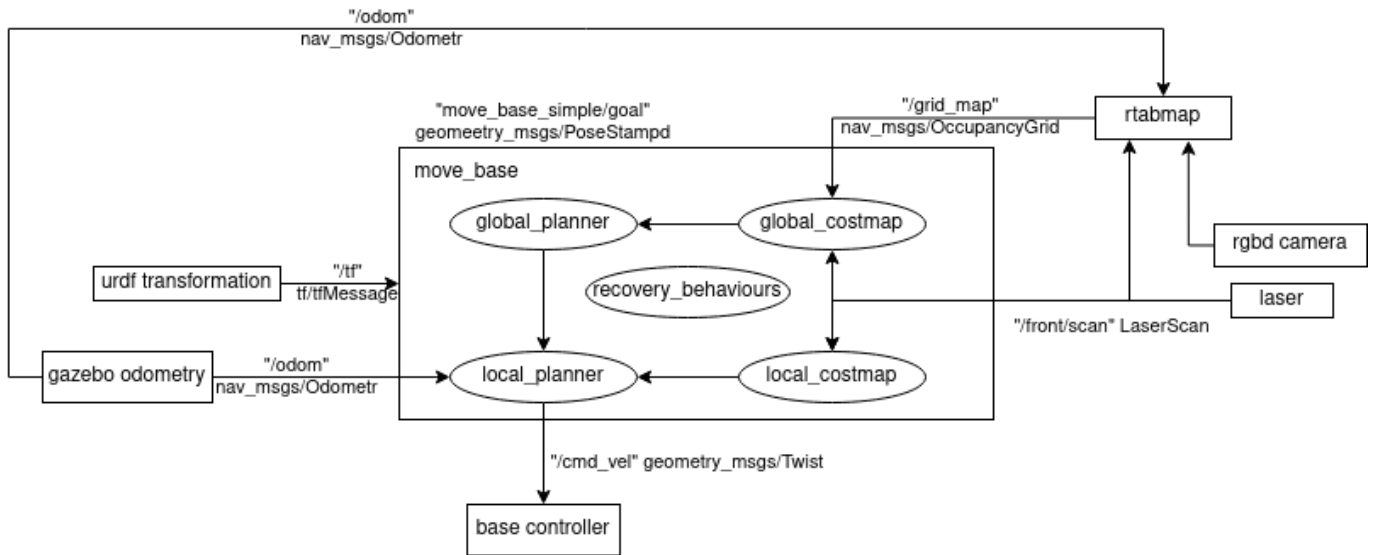 "/odom"
nav_msgs/Odometr
"move_base_simple/goal"
geomeetry_msgs/PoseStampd
"/grid_map"
nav_msgs/OccupancyGrid
rtabmap
move_base
global_planner
global_costmap
rgbd camera
urdf transformation
"/tf"
tf/tfMessage
recovery_behaviours
laser
"/front/scan" LaserScan
gazebo odometry
"/odom"
nav_msgs/Odometr
local_planner
local_costmap
"/cmd_vel" geometry_msgs/Twist
base controller